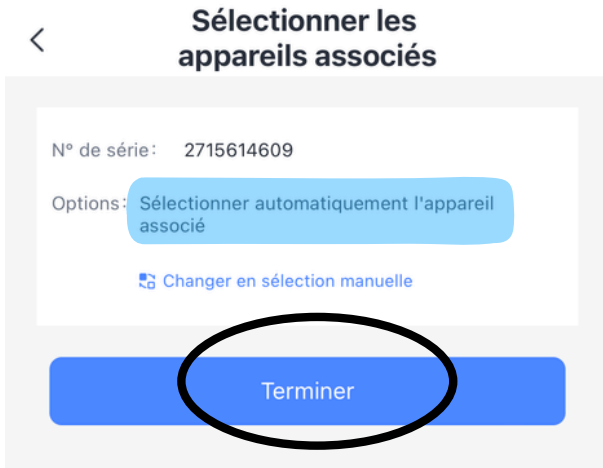 Sélectionner les
appareils associés
N° de série: 2715614609
Options: Sélectionner automatiquement l'appareil
associé
Changer en sélection manuelle
Terminer